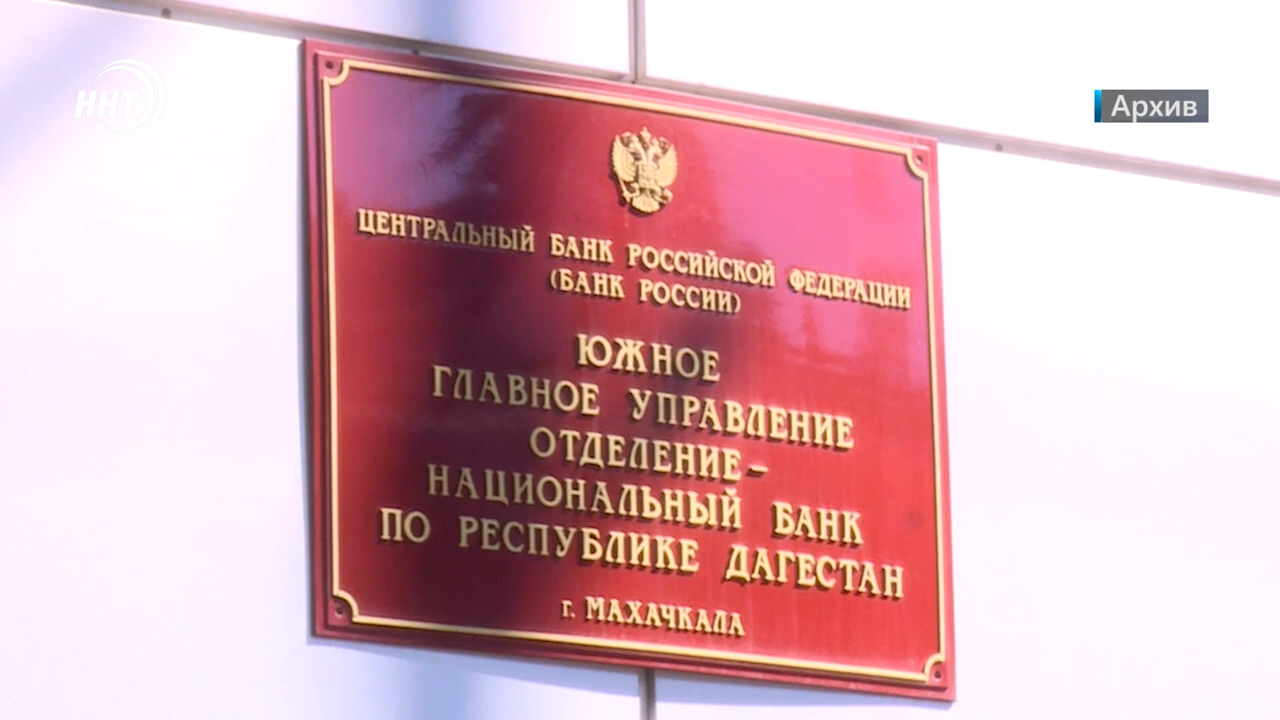 ННТ
Архив
ЦЕНТРАЛЬНЫЙ БАНК РОССИЙСКОЙ ФЕДЕРАЦИИ
(БАНК РОССИИ)
ЮЖНОЕ
ГЛАВНОЕ УПРАВЛЕНИЕ
ОТДЕЛЕНИЕ–
НАЦИОНАЛЬНЫЙ БАНК
ПО РЕСПУБЛИКЕ ДАГЕСТАН
г. МАХАЧКАЛА